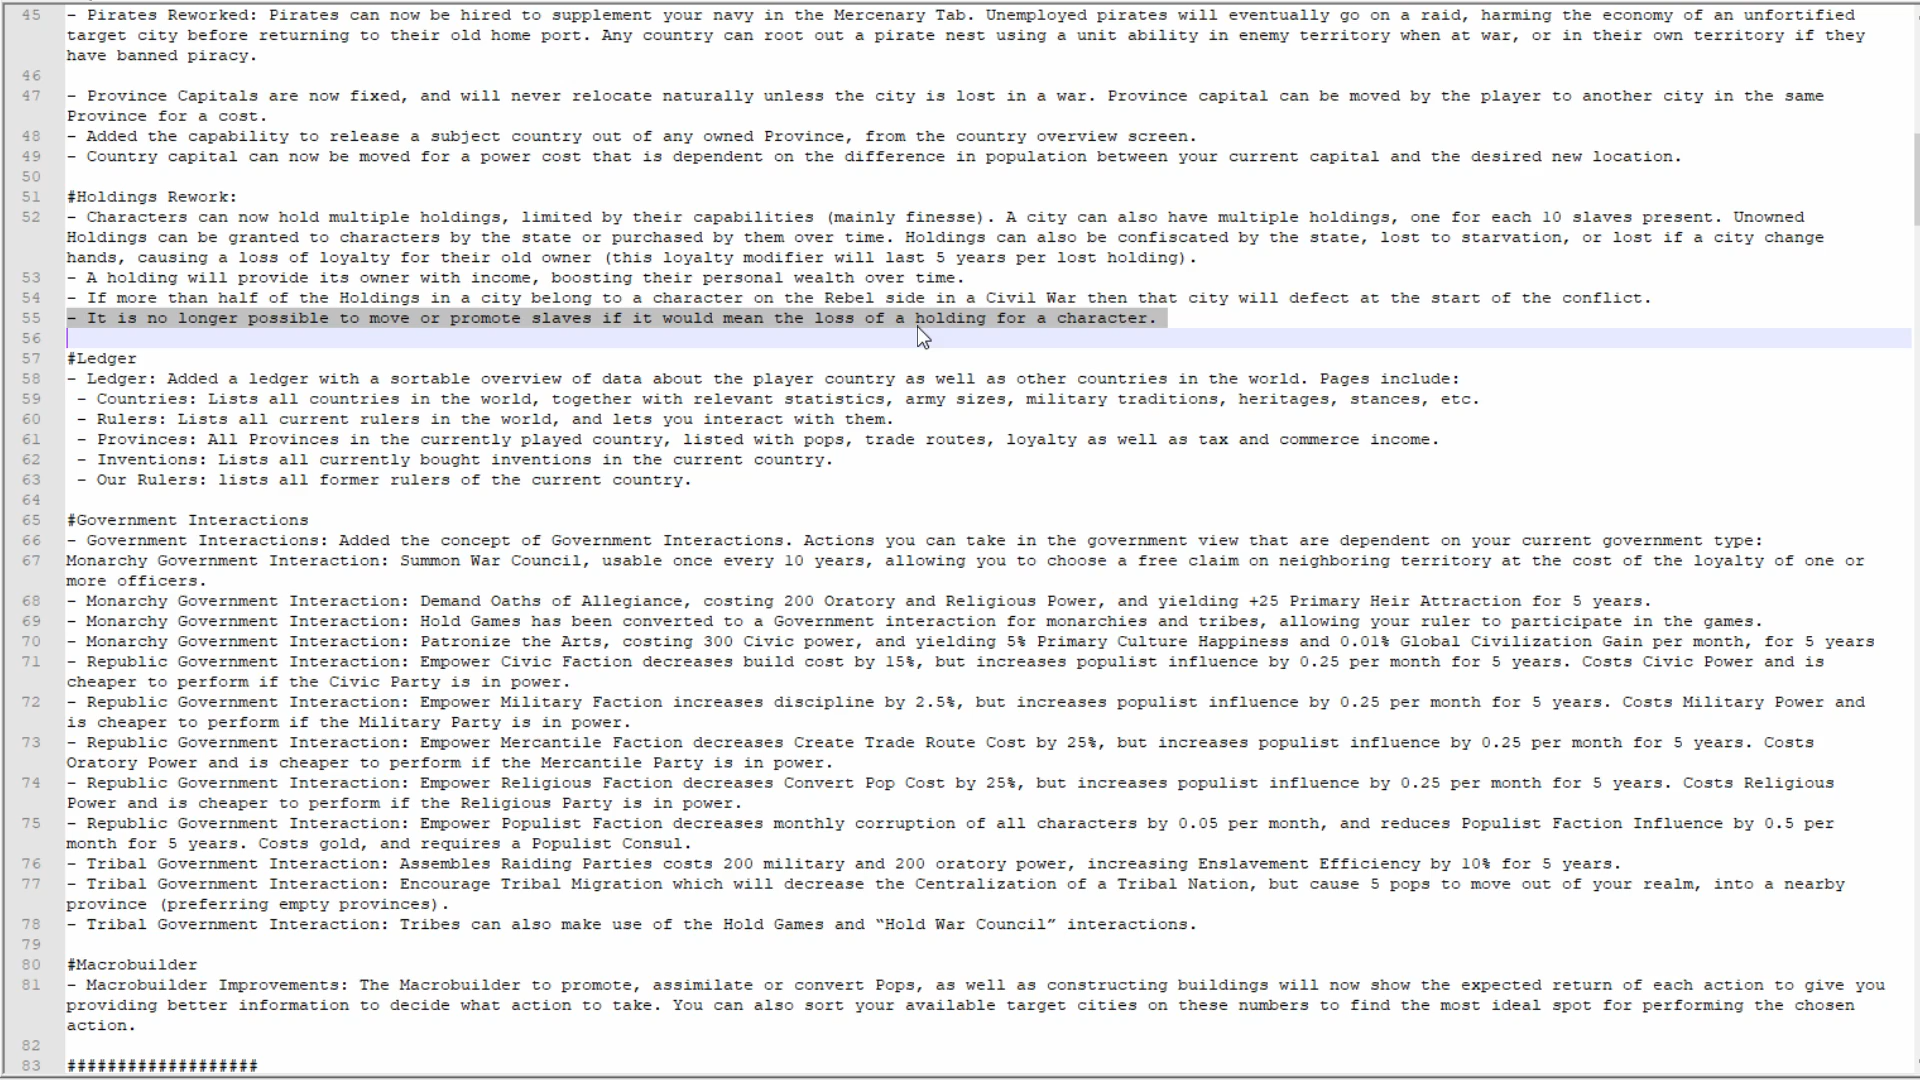 45 - Pirates Reworked: Pirates can now be hired to supplement your navy in the Mercenary Tab. Unemployed pirates will eventually go on a raid, harming the economy of an unfortified
target city before returning to their old home port. Any country can root out a pirate nest using a unit ability in enemy territory when at war, or in their own territory if they
have banned piracy.
46
47 - Province Capitals are now fixed, and will never relocate naturally unless the city is lost in a war. Province capital can be moved by the player to another city in the same
Province for a cost.
48 - Added the capability to release a subject country out of any owned Province, from the country overview screen.
49 - Country capital can now be moved for a power cost that is dependent on the difference in population between your current capital and the desired new location.
50
51 #Holdings Rework:
52 - Characters can now hold multiple holdings, limited by their capabilities (mainly finesse). A city can also have multiple holdings, one for each 10 slaves present. Unowned
Holdings can be granted to characters by the state or purchased by them over time. Holdings can also be confiscated by the state, lost to starvation, or lost if a city change
hands, causing a loss of loyalty for their old owner (this loyalty modifier will last 5 years per lost holding).
53 - A holding will provide its owner with income, boosting their personal wealth over time.
54 - If more than half of the Holdings in a city belong to a character on the Rebel side in a Civil War then that city will defect at the start of the conflict.
55 - It is no longer possible to move or promote slaves if it would mean the loss of a holding for a character.
56
57 #Ledger
58 - Ledger: Added a ledger with a sortable overview of data about the player country as well as other countries in the world. Pages include:
59 - Countries: Lists all countries in the world, together with relevant statistics, army sizes, military traditions, heritages, stances, etc.
60 - Rulers: Lists all current rulers in the world, and lets you interact with them.
61 - Provinces: All Provinces in the currently played country, listed with pops, trade routes, loyalty as well as tax and commerce income.
62 - Inventions: Lists all currently bought inventions in the current country.
63 - Our Rulers: lists all former rulers of the current country.
64
65 #Government Interactions
66 - Government Interactions: Added the concept of Government Interactions. Actions you can take in the government view that are dependent on your current government type:
67 Monarchy Government Interaction: Summon War Council, usable once every 10 years, allowing you to choose a free claim on neighboring territory at the cost of the loyalty of one or
more officers.
68 - Monarchy Government Interaction: Demand Oaths of Allegiance, costing 200 Oratory and Religious Power, and yielding +25 Primary Heir Attraction for 5 years.
69 - Monarchy Government Interaction: Hold Games has been converted to a Government interaction for monarchies and tribes, allowing your ruler to participate in the games.
70 - Monarchy Government Interaction: Patronize the Arts, costing 300 Civic power, and yielding 5% Primary Culture Happiness and 0.01% Global Civilization Gain per month, for 5 years
71 - Republic Government Interaction: Empower Civic Faction decreases build cost by 15%, but increases populist influence by 0.25 per month for 5 years. Costs Civic Power and is
cheaper to perform if the Civic Party is in power.
72 - Republic Government Interaction: Empower Military Faction increases discipline by 2.5%, but increases populist influence by 0.25 per month for 5 years. Costs Military Power and
is cheaper to perform if the Military Party is in power.
73 - Republic Government Interaction: Empower Mercantile Faction decreases Create Trade Route Cost by 25%, but increases populist influence by 0.25 per month for 5 years. Costs
Oratory Power and is cheaper to perform if the Mercantile Party is in power.
74 - Republic Government Interaction: Empower Religious Faction decreases Convert Pop Cost by 25%, but increases populist influence by 0.25 per month for 5 years. Costs Religious
Power and is cheaper to perform if the Religious Party is in power.
75 - Republic Government Interaction: Empower Populist Faction decreases monthly corruption of all characters by 0.05 per month, and reduces Populist Faction Influence by 0.5 per
month for 5 years. Costs gold, and requires a Populist Consul.
76 - Tribal Government Interaction: Assembles Raiding Parties costs 200 military and 200 oratory power, increasing Enslavement Efficiency by 10% for 5 years.
77 - Tribal Government Interaction: Encourage Tribal Migration which will decrease the Centralization of a Tribal Nation, but cause 5 pops to move out of your realm, into a nearby
province (preferring empty provinces).
78 - Tribal Government Interaction: Tribes can also make use of the Hold Games and “Hold War Council” interactions.
79
80 #Macrobuilder
81 - Macrobuilder Improvements: The Macrobuilder to promote, assimilate or convert Pops, as well as constructing buildings will now show the expected return of each action to give you
providing better information to decide what action to take. You can also sort your available target cities on these numbers to find the most ideal spot for performing the chosen
action.
82
83 ###################